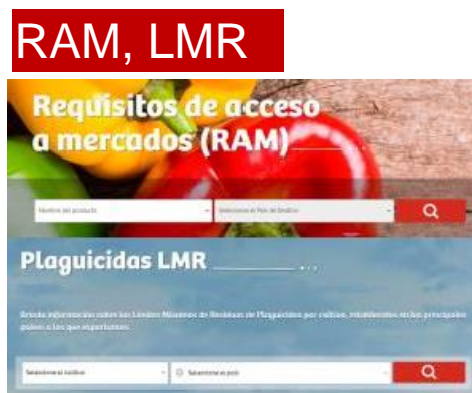 RAM, LMR
Requisitos de acceso
a mercados (RAM)
Nombre del producto
Seleccione el País de Destino
Plaguicidas LMR
Brinda información sobre los Límites Máximos de Residuos de Plaguicidas por cultivo, establecidos en los principales
países a los que exportamos.
Seleccione el cultivo
Seleccione el país